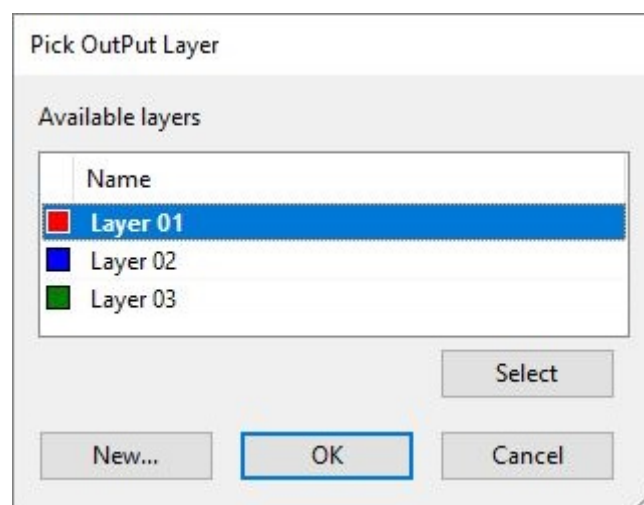 Pick OutPut Layer
Available layers
Name
Layer 01
Layer 02
Layer 03
Select
New... OK Cancel